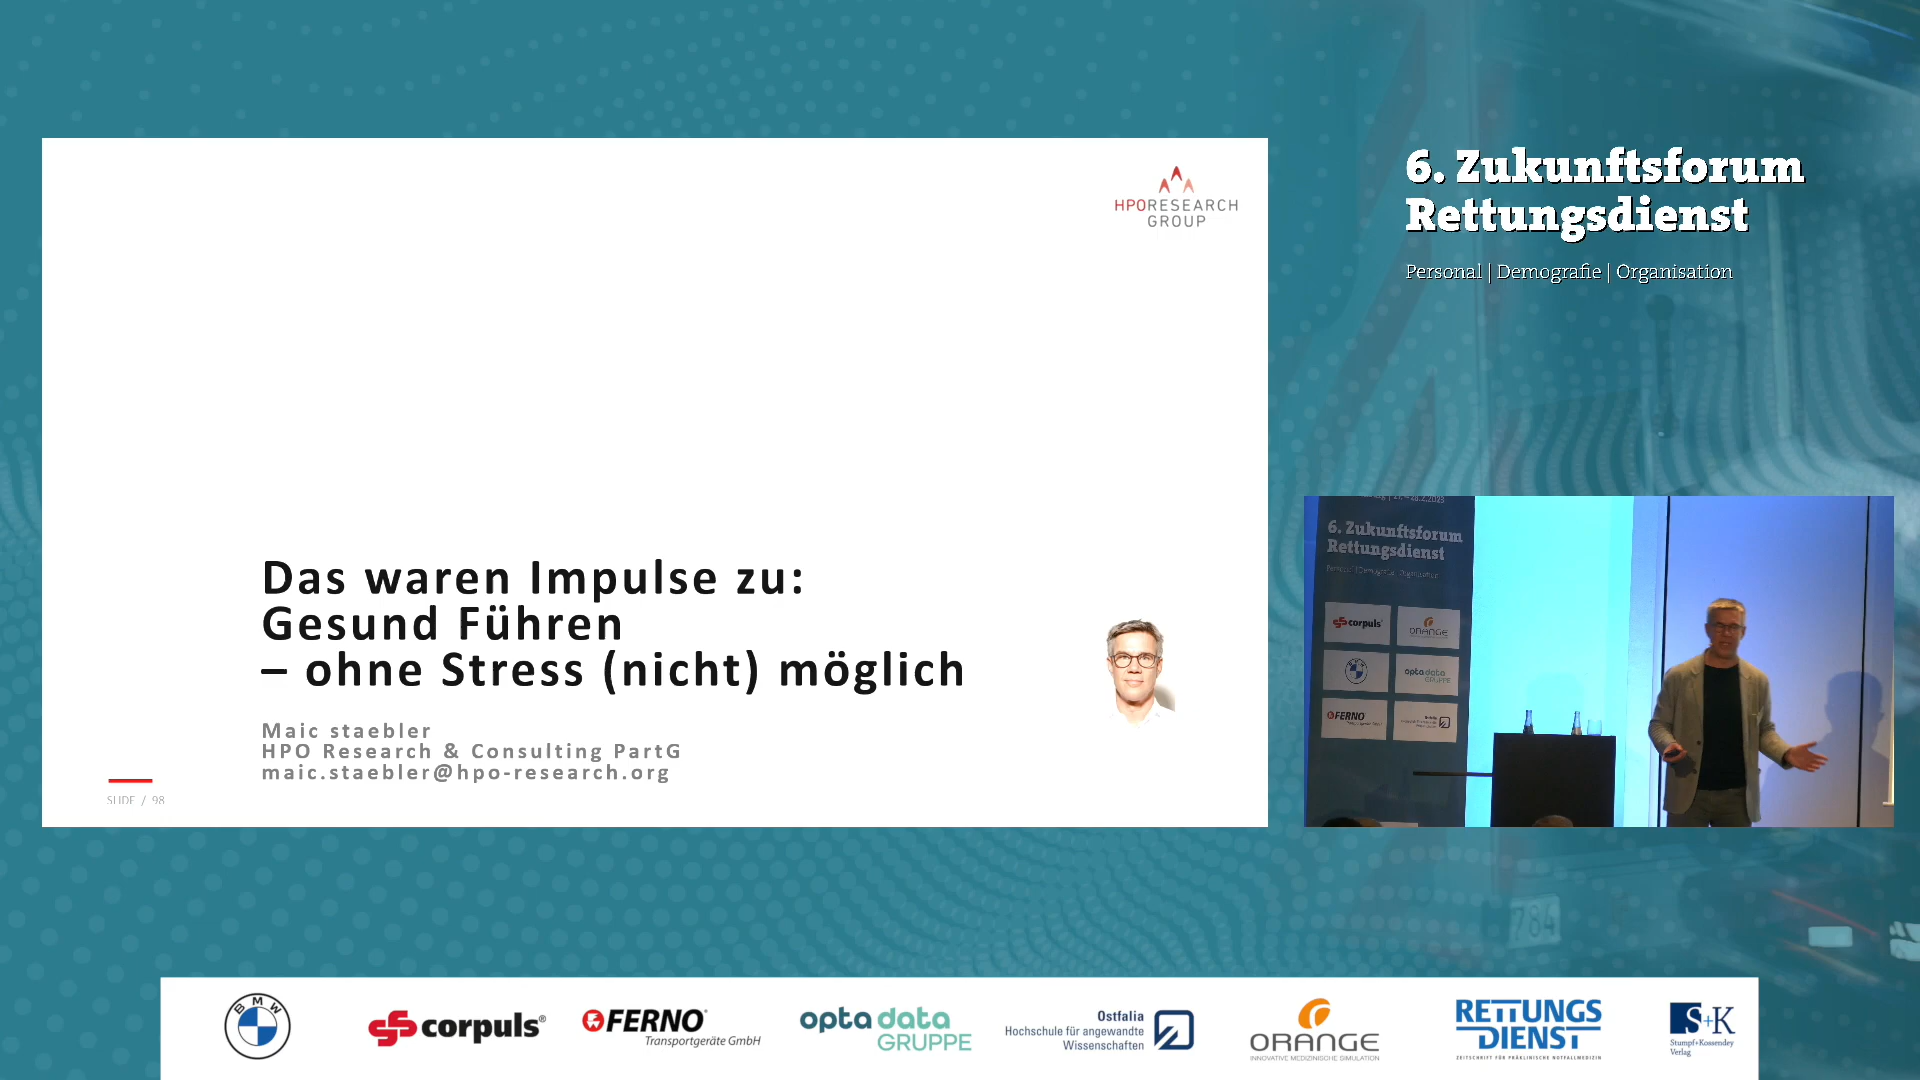 HPORESEARCH
GROUP
Das waren Impulse zu:
Gesund Führen
– ohne Stress (nicht) möglich
Maic staebler
HPO Research & Consulting PartG
maic.staebler@hpo-research.org
SLIDE / 98
6. Zukunftsforum
Rettungsdienst
Personal | Demografie | Organisation
6. Zukunftsforum
Rettungsdienst
corpuls
ORANGE
BMW
opta data
FERNO
784
BMW
corpuls®
FERNO®
Transportgeräte GmbH
opta data
GRUPPE
Ostfalia
Hochschule für angewandte
Wissenschaften
ORANGE
INNOVATIVE MEDIZINISCHE SIMULATION
RETTUNGS
DIENST
ZEITSCHRIFT FÜR PRÄKLINISCHE NOTFALLMEDIZIN
S+K
Stumpf+Kossendey
Verlag